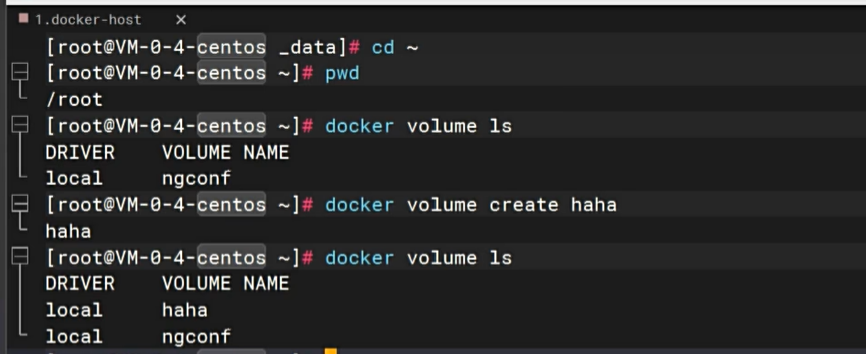 1.docker-host ×
[root@VM-0-4-centos _data]# cd ~
[root@VM-0-4-centos ~]# pwd
/root
[root@VM-0-4-centos ~]# docker volume ls
DRIVER    VOLUME NAME
local     ngconf
[root@VM-0-4-centos ~]# docker volume create haha
haha
[root@VM-0-4-centos ~]# docker volume ls
DRIVER    VOLUME NAME
local     haha
local     ngconf